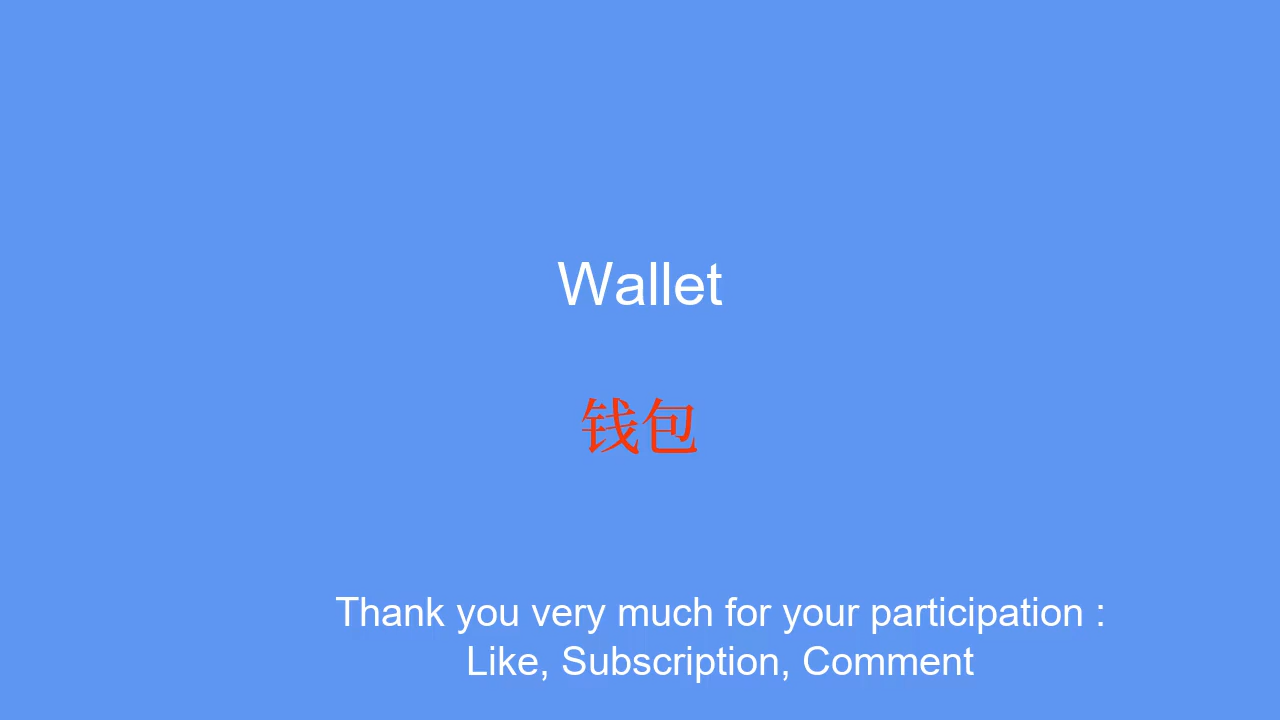 Wallet
钱包
Thank you very much for your participation :
Like, Subscription, Comment